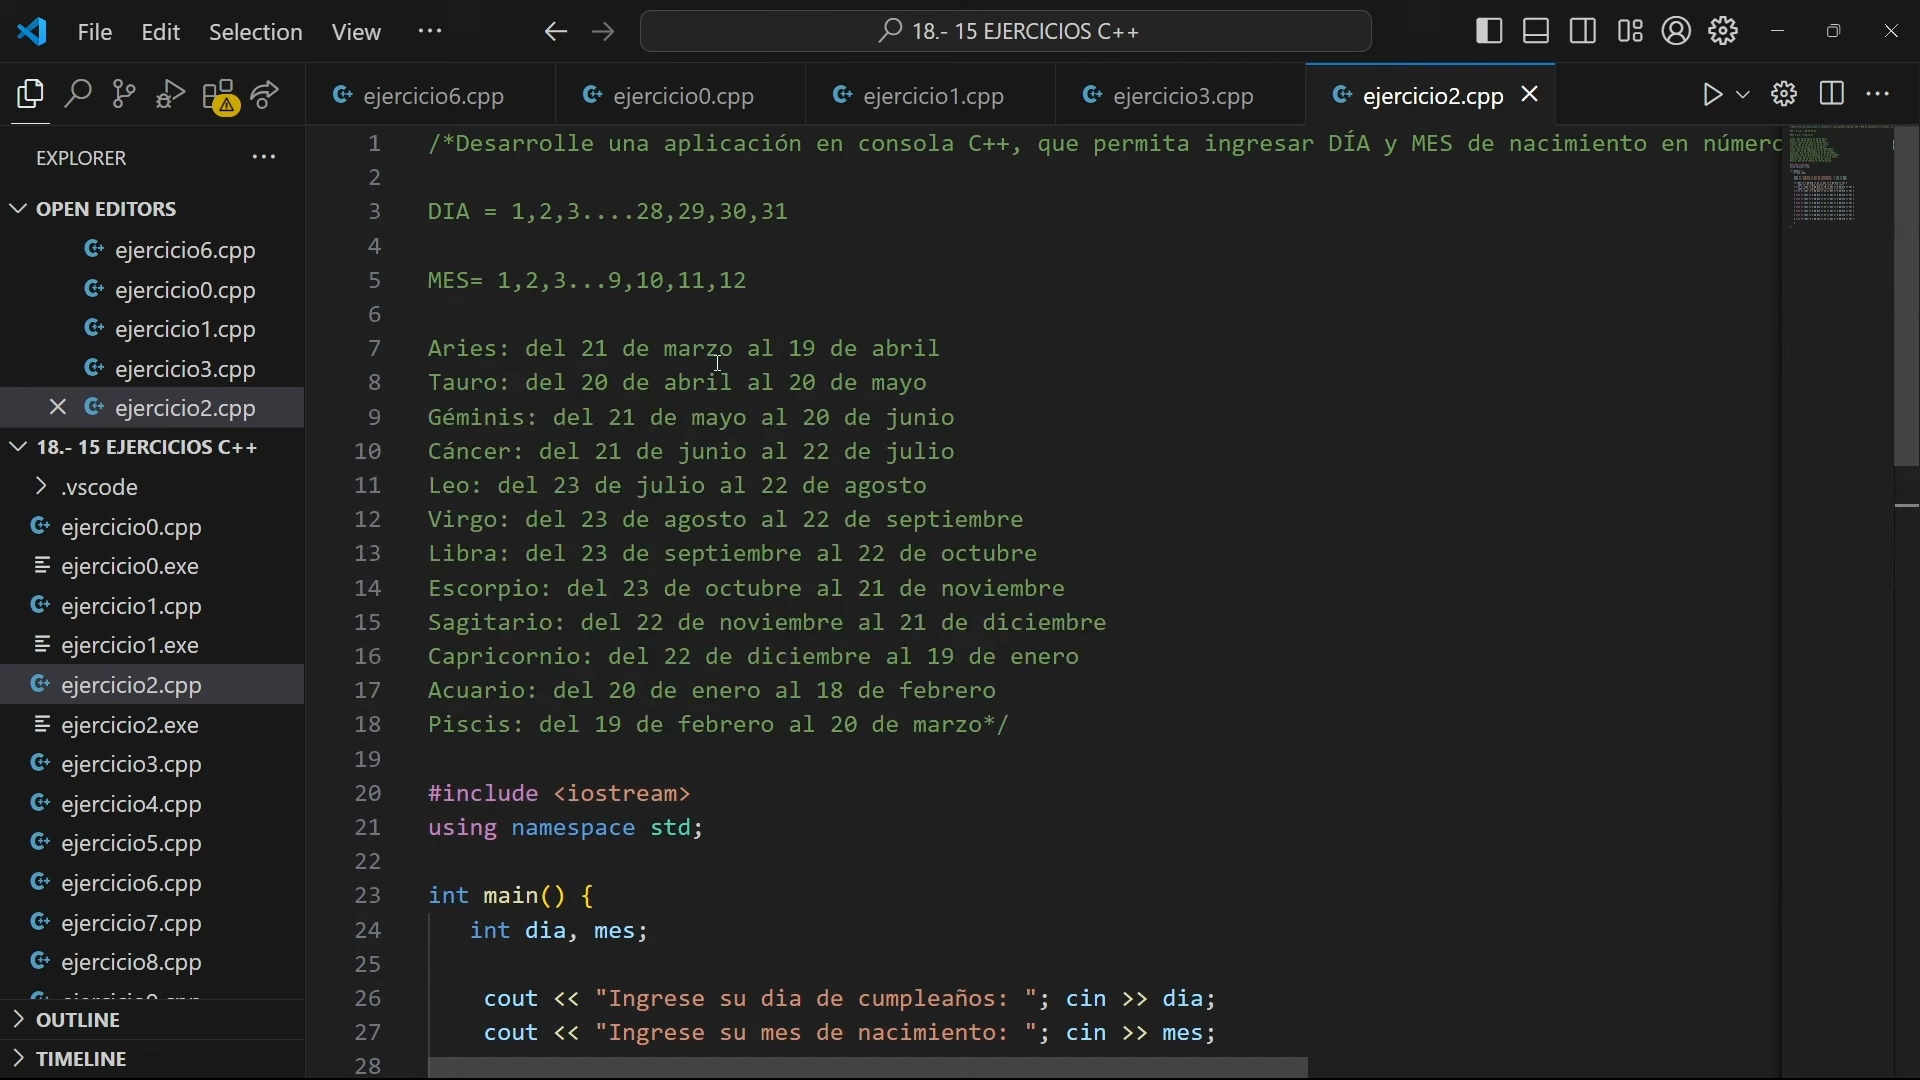 File Edit Selection View ··· 18.- 15 EJERCICIOS C++
ejercicio6.cpp ejercicio0.cpp ejercicio1.cpp ejercicio3.cpp ejercicio2.cpp
EXPLORER
OPEN EDITORS
ejercicio6.cpp
ejercicio0.cpp
ejercicio1.cpp
ejercicio3.cpp
ejercicio2.cpp
18.- 15 EJERCICIOS C++
.vscode
ejercicio0.cpp
ejercicio0.exe
ejercicio1.cpp
ejercicio1.exe
ejercicio2.cpp
ejercicio2.exe
ejercicio3.cpp
ejercicio4.cpp
ejercicio5.cpp
ejercicio6.cpp
ejercicio7.cpp
ejercicio8.cpp
OUTLINE
TIMELINE
1 /*Desarrolle una aplicación en consola C++, que permita ingresar DÍA y MES de nacimiento en
2
3 DIA = 1,2,3....28,29,30,31
4
5 MES= 1,2,3...9,10,11,12
6
7 Aries: del 21 de marzo al 19 de abril
8 Tauro: del 20 de abril al 20 de mayo
9 Géminis: del 21 de mayo al 20 de junio
10 Cáncer: del 21 de junio al 22 de julio
11 Leo: del 23 de julio al 22 de agosto
12 Virgo: del 23 de agosto al 22 de septiembre
13 Libra: del 23 de septiembre al 22 de octubre
14 Escorpio: del 23 de octubre al 21 de noviembre
15 Sagitario: del 22 de noviembre al 21 de diciembre
16 Capricornio: del 22 de diciembre al 19 de enero
17 Acuario: del 20 de enero al 18 de febrero
18 Piscis: del 19 de febrero al 20 de marzo*/
19
20 #include <iostream>
21 using namespace std;
22
23 int main() {
24 int dia, mes;
25
26 cout << "Ingrese su dia de cumpleaños: "; cin >> dia;
27 cout << "Ingrese su mes de nacimiento: "; cin >> mes;
28